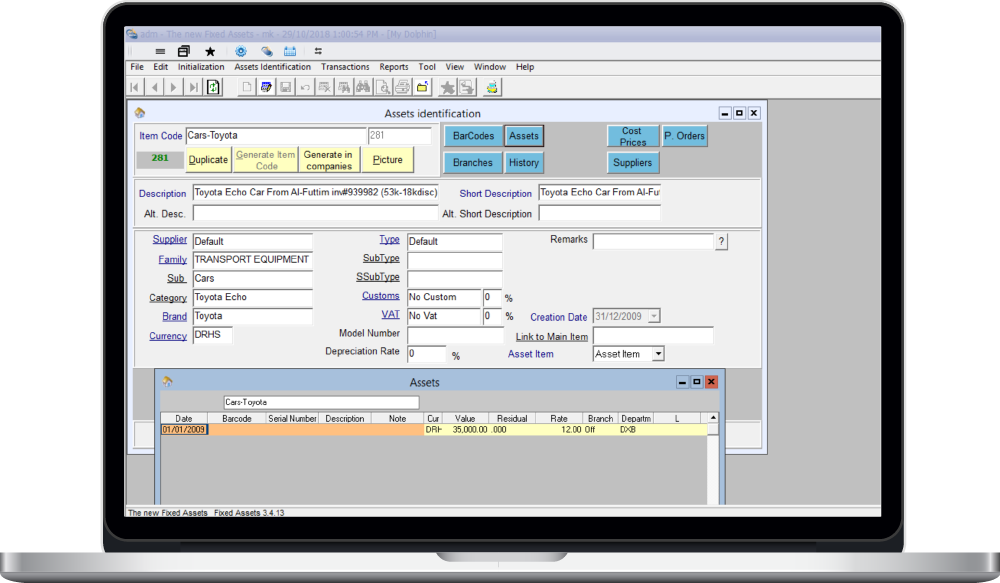 adm - The new Fixed Assets - mk - 29/10/2018 1:00:54 PM - [My Dolphin]
File Edit Initialization Assets Identification Transactions Reports Tool View Window Help
Assets identification
Item Code Cars-Toyota 281 BarCodes Assets Cost Prices P. Orders
281 Duplicate Generate Item Code Generate in companies Picture Branches History Suppliers
Description Toyota Echo Car From Al-Futtim inv#939982 (53k-18kdisc) Short Description Toyota Echo Car From Al-Fut
Alt. Desc. Alt. Short Description
Supplier Default Type Default Remarks ?
Family TRANSPORT EQUIPMENT SubType
Sub Cars SSubType
Category Toyota Echo Customs No Custom 0 %
Brand Toyota VAT No Vat 0 % Creation Date 31/12/2009
Currency DRHS Model Number Link to Main Item
Depreciation Rate 0 % Asset Item Asset Item
Assets
Cars-Toyota
Date Barcode Serial Number Description Note Cur Value Residual Rate Branch Departm L
01/01/2009 DRH 35,000.00 .000 12.00 Off DXB
The new Fixed Assets Fixed Assets 3.4.13